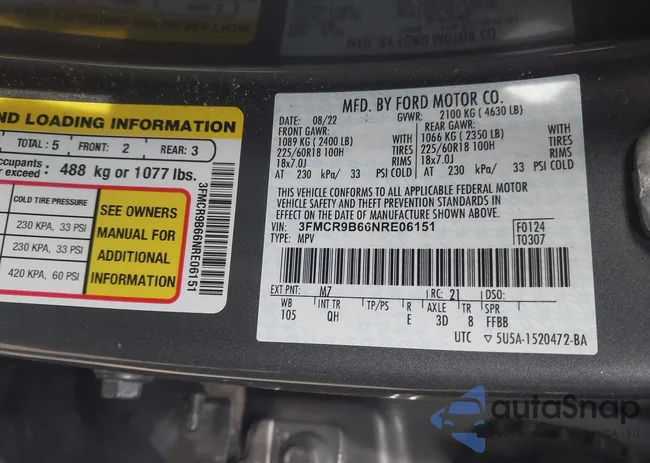 ND LOADING INFORMATION
TOTAL : 5 FRONT: 2 REAR: 3
ccupants
r exceed : 488 kg or 1077 lbs.
COLD TIRE PRESSURE
230 KPA, 33 PSI
230 KPA, 33 PSI
420 KPA, 60 PSI
SEE OWNERS
MANUAL FOR
ADDITIONAL
INFORMATION
3FMCR9B66NRE06151
MFD. BY FORD MOTOR CO.
DATE: 08/22 GVWR: 2100 KG ( 4630 LB)
FRONT GAWR: REAR GAWR:
1089 KG ( 2400 LB) 1066 KG ( 2350 LB)
225/60R18 100H TIRES 225/60R18 100H TIRES
18x7.0J RIMS 18x7.0J RIMS
AT 230 kPa/ 33 PSI COLD AT 230 kPa/ 33 PSI COLD
THIS VEHICLE CONFORMS TO ALL APPLICABLE FEDERAL MOTOR
VEHICLE SAFETY AND THEFT PREVENTION STANDARDS IN
EFFECT ON THE DATE OF MANUFACTURE SHOWN ABOVE.
VIN: 3FMCR9B66NRE06151 F0124
TYPE: MPV T0307
EXT PNT: M7 RC: 21 DSO:
WB INT TR TP/PS R AXLE TR SPR
105 QH E 3D 8 FFBB
UTC ▽ 5U5A-1520472-BA
autoSnap